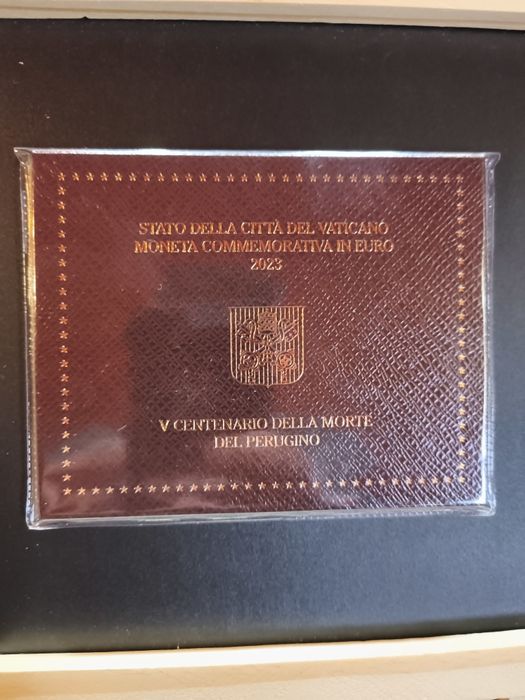 STATO DELLA CITTÀ DEL VATICANO
MONETA COMMEMORATIVA IN EURO
2023
V CENTENARIO DELLA MORTE
DEL PERUGINO